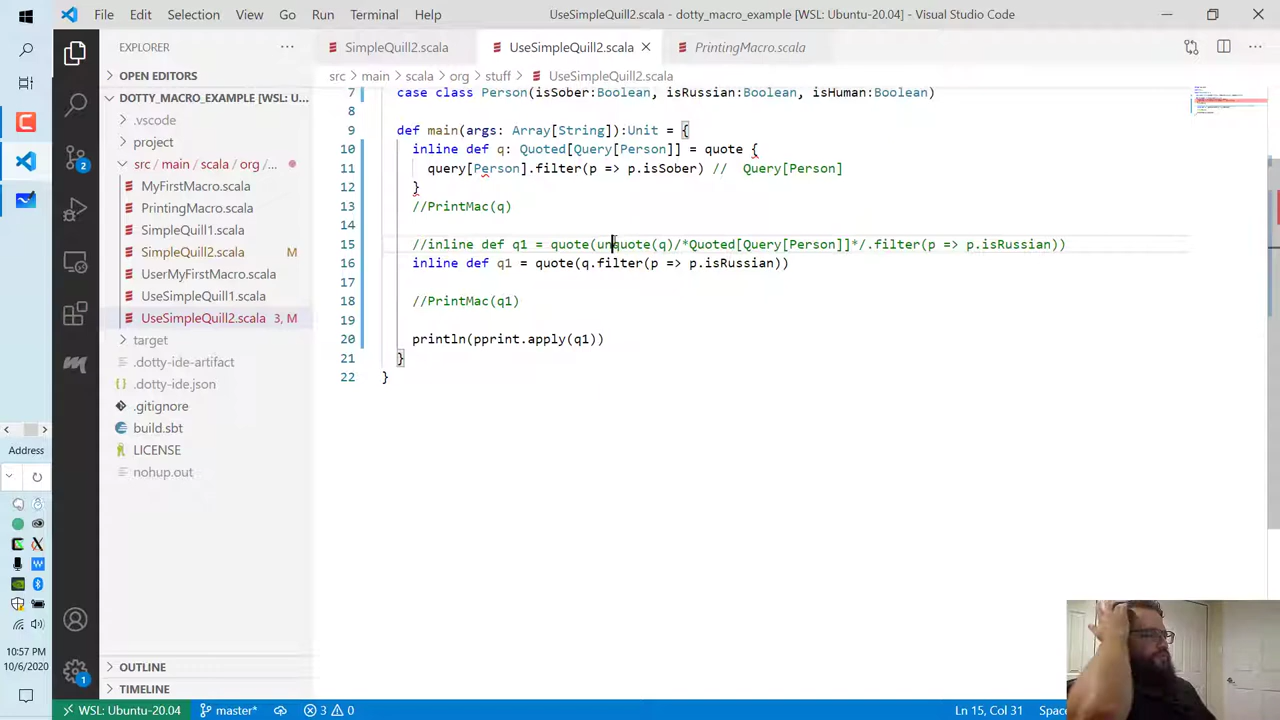 File Edit Selection View Go Run Terminal Help
UseSimpleQuill2.scala - dotty_macro_example [WSL: Ubuntu-20.04] - Visual Studio Code
EXPLORER
SimpleQuill2.scala
UseSimpleQuill2.scala
PrintingMacro.scala
OPEN EDITORS
DOTTY_MACRO_EXAMPLE [WSL: U...
.vscode
project
src / main / scala / org / ...
MyFirstMacro.scala
PrintingMacro.scala
SimpleQuill1.scala
SimpleQuill2.scala M
UserMyFirstMacro.scala
UseSimpleQuill1.scala
UseSimpleQuill2.scala 3, M
target
.dotty-ide-artifact
.dotty-ide.json
.gitignore
build.sbt
LICENSE
nohup.out
OUTLINE
TIMELINE
src > main > scala > org > stuff > UseSimpleQuill2.scala
7 case class Person(isSober:Boolean, isRussian:Boolean, isHuman:Boolean)
8
9 def main(args: Array[String]):Unit = {
10 inline def q: Quoted[Query[Person]] = quote {
11 query[Person].filter(p => p.isSober) // Query[Person]
12 }
13 //PrintMac(q)
14
15 //inline def q1 = quote(unquote(q)/*Quoted[Query[Person]]*/.filter(p => p.isRussian))
16 inline def q1 = quote(q.filter(p => p.isRussian))
17
18 //PrintMac(q1)
19
20 println(pprint.apply(q1))
21 }
22 }
2
1
Address
10:57 PM
10/6/2020
WSL: Ubuntu-20.04
master*
3 0
Ln 15, Col 31